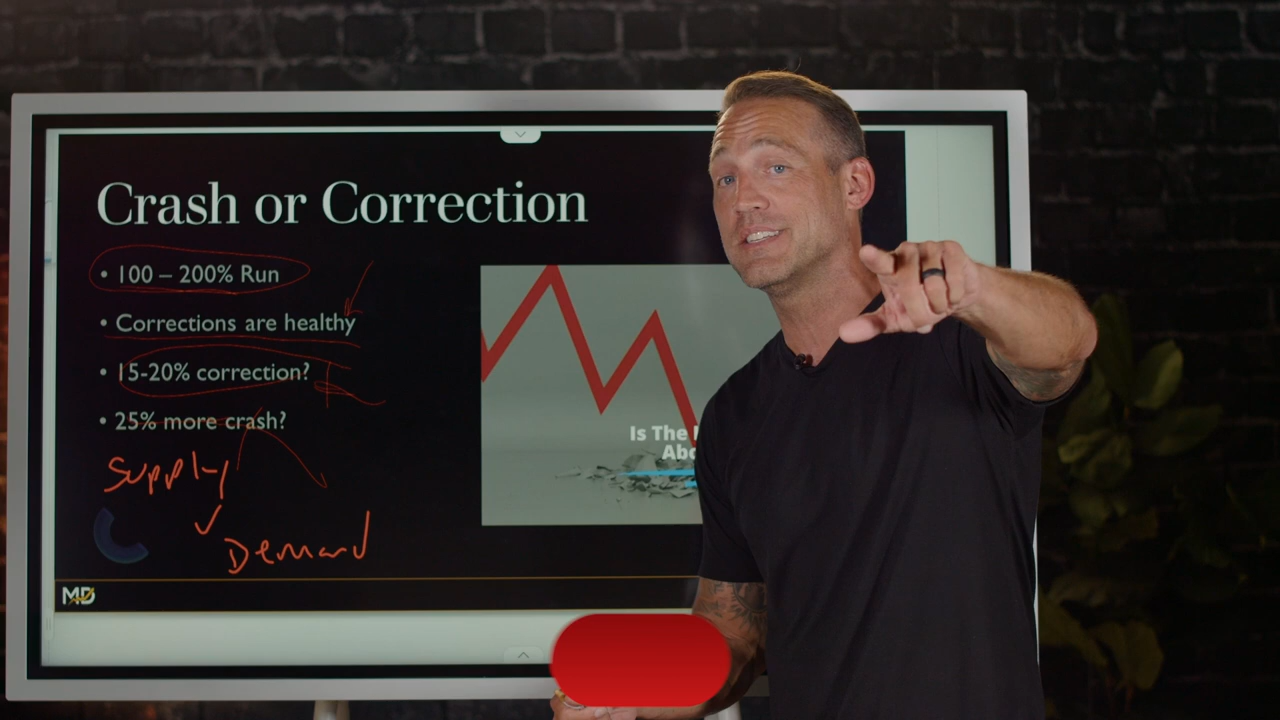 Crash or Correction
• 100 – 200% Run
• Corrections are healthy
• 15-20% correction?
• 25% more crash?
Supply
Demand
Is The
MD